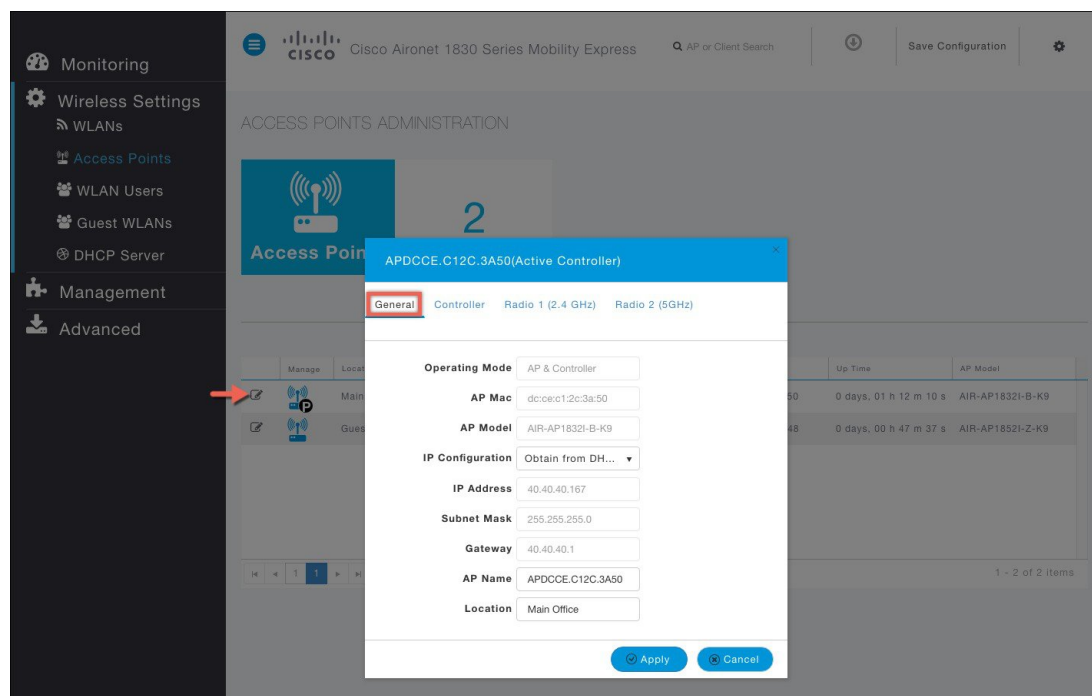 Monitoring
Wireless Settings
WLANs
Access Points
WLAN Users
Guest WLANs
DHCP Server
Management
Advanced
CISCO Cisco Aironet 1830 Series Mobility Express
AP or Client Search
Save Configuration
ACCESS POINTS ADMINISTRATION
Access Poin
2
APDCCE.C12C.3A50(Active Controller)
General Controller Radio 1 (2.4 GHz) Radio 2 (5GHz)
Operating Mode AP & Controller
AP Mac dc:ce:c1:2c:3a:50
AP Model AIR-AP1832I-B-K9
IP Configuration Obtain from DH...
IP Address 40.40.40.167
Subnet Mask 255.255.255.0
Gateway 40.40.40.1
AP Name APDCCE.C12C.3A50
Location Main Office
Apply Cancel
Manage Locat Up Time AP Model
P Main 50 0 days, 01 h 12 m 10 s AIR-AP1832I-B-K9
Gues 48 0 days, 00 h 47 m 37 s AIR-AP1852I-Z-K9
1 1 1 - 2 of 2 items